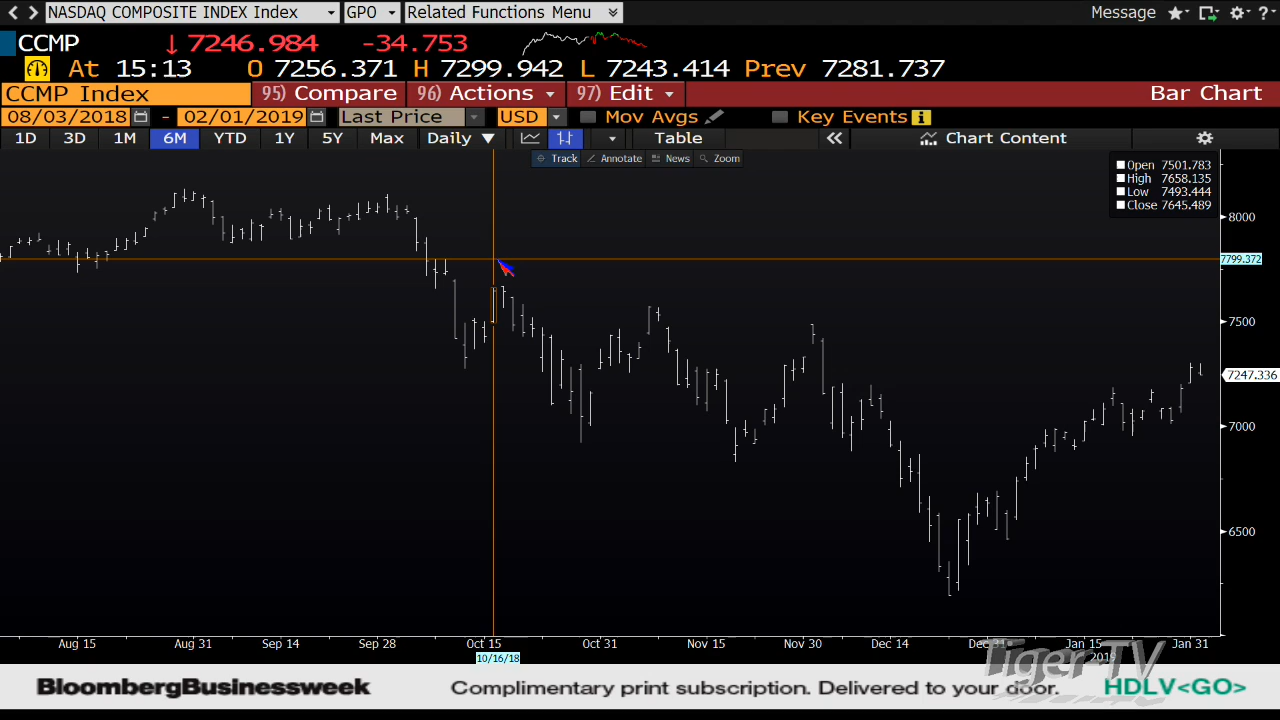 NASDAQ COMPOSITE INDEX Index GPO Related Functions Menu Message ?
CCMP 7246.984 -34.753
At 15:13 O 7256.371 H 7299.942 L 7243.414 Prev 7281.737
CCMP Index 95) Compare 96) Actions 97) Edit Bar Chart
08/03/2018 - 02/01/2019 Last Price USD Mov Avgs Key Events
1D 3D 1M 6M YTD 1Y 5Y Max Daily Table Chart Content
Track Annotate News Zoom
Open 7501.783
High 7658.135
Low 7493.444
Close 7645.489
8000
7799.372
7500
7247.336
7000
6500
Aug 15 Aug 31 Sep 14 Sep 28 Oct 15 Oct 31 Nov 15 Nov 30 Dec 14 Dec 31 Jan 15 Jan 31
10/16/18 2019
Tiger-TV
BloombergBusinessweek Complimentary print subscription. Delivered to your door. HDLV<GO>